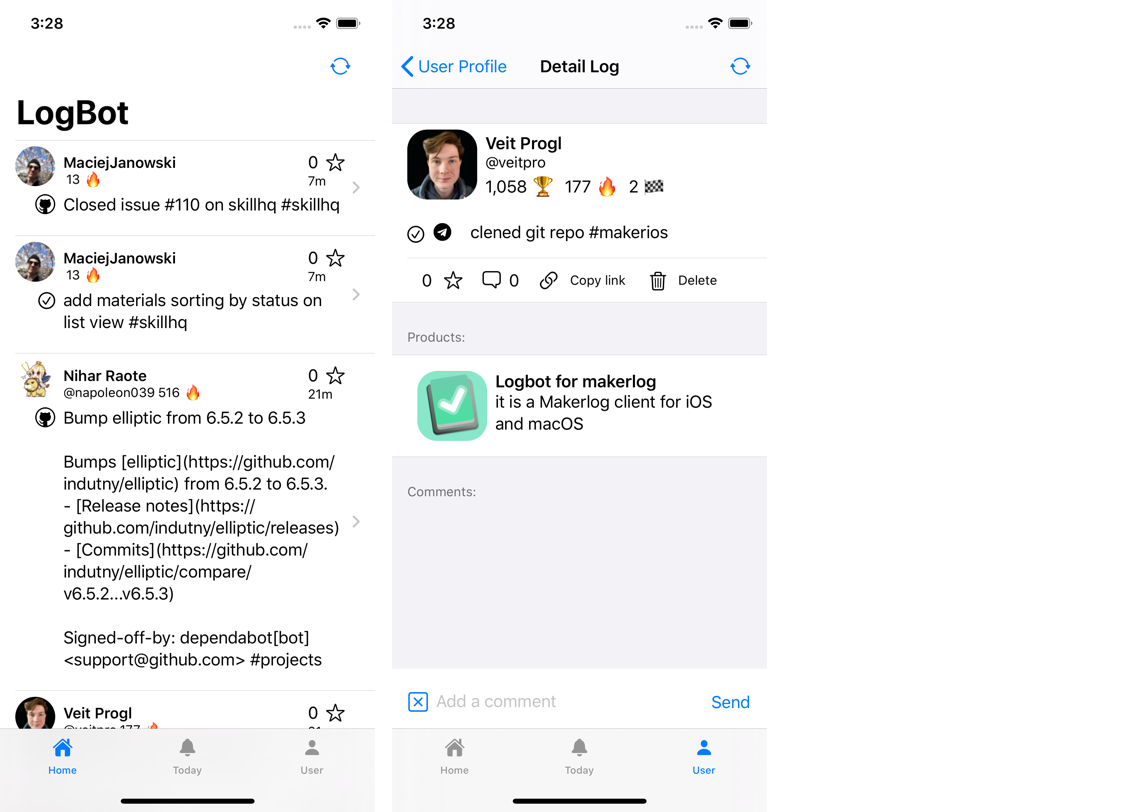 3:28
LogBot
MaciejJanowski
0
13 🔥
7m
Closed issue #110 on skillhq #skillhq
MaciejJanowski
0
13 🔥
7m
add materials sorting by status on
list view #skillhq
Nihar Raote
0
@napoleon039 516 🔥
21m
Bump elliptic from 6.5.2 to 6.5.3
Bumps [elliptic](https://github.com/
indutny/elliptic) from 6.5.2 to 6.5.3.
- [Release notes](https://
github.com/indutny/elliptic/releases)
- [Commits](https://github.com/
indutny/elliptic/compare/
v6.5.2...v6.5.3)
Signed-off-by: dependabot[bot]
<support@github.com> #projects
Veit Progl
0
@veitpro 177 🔥
Home
Today
User
3:28
User Profile
Detail Log
Veit Progl
@veitpro
1,058 🏆 177 🔥 2 🏁
clened git repo #makerios
0
0
Copy link
Delete
Products:
Logbot for makerlog
it is a Makerlog client for iOS
and macOS
Comments:
Add a comment
Send
Home
Today
User